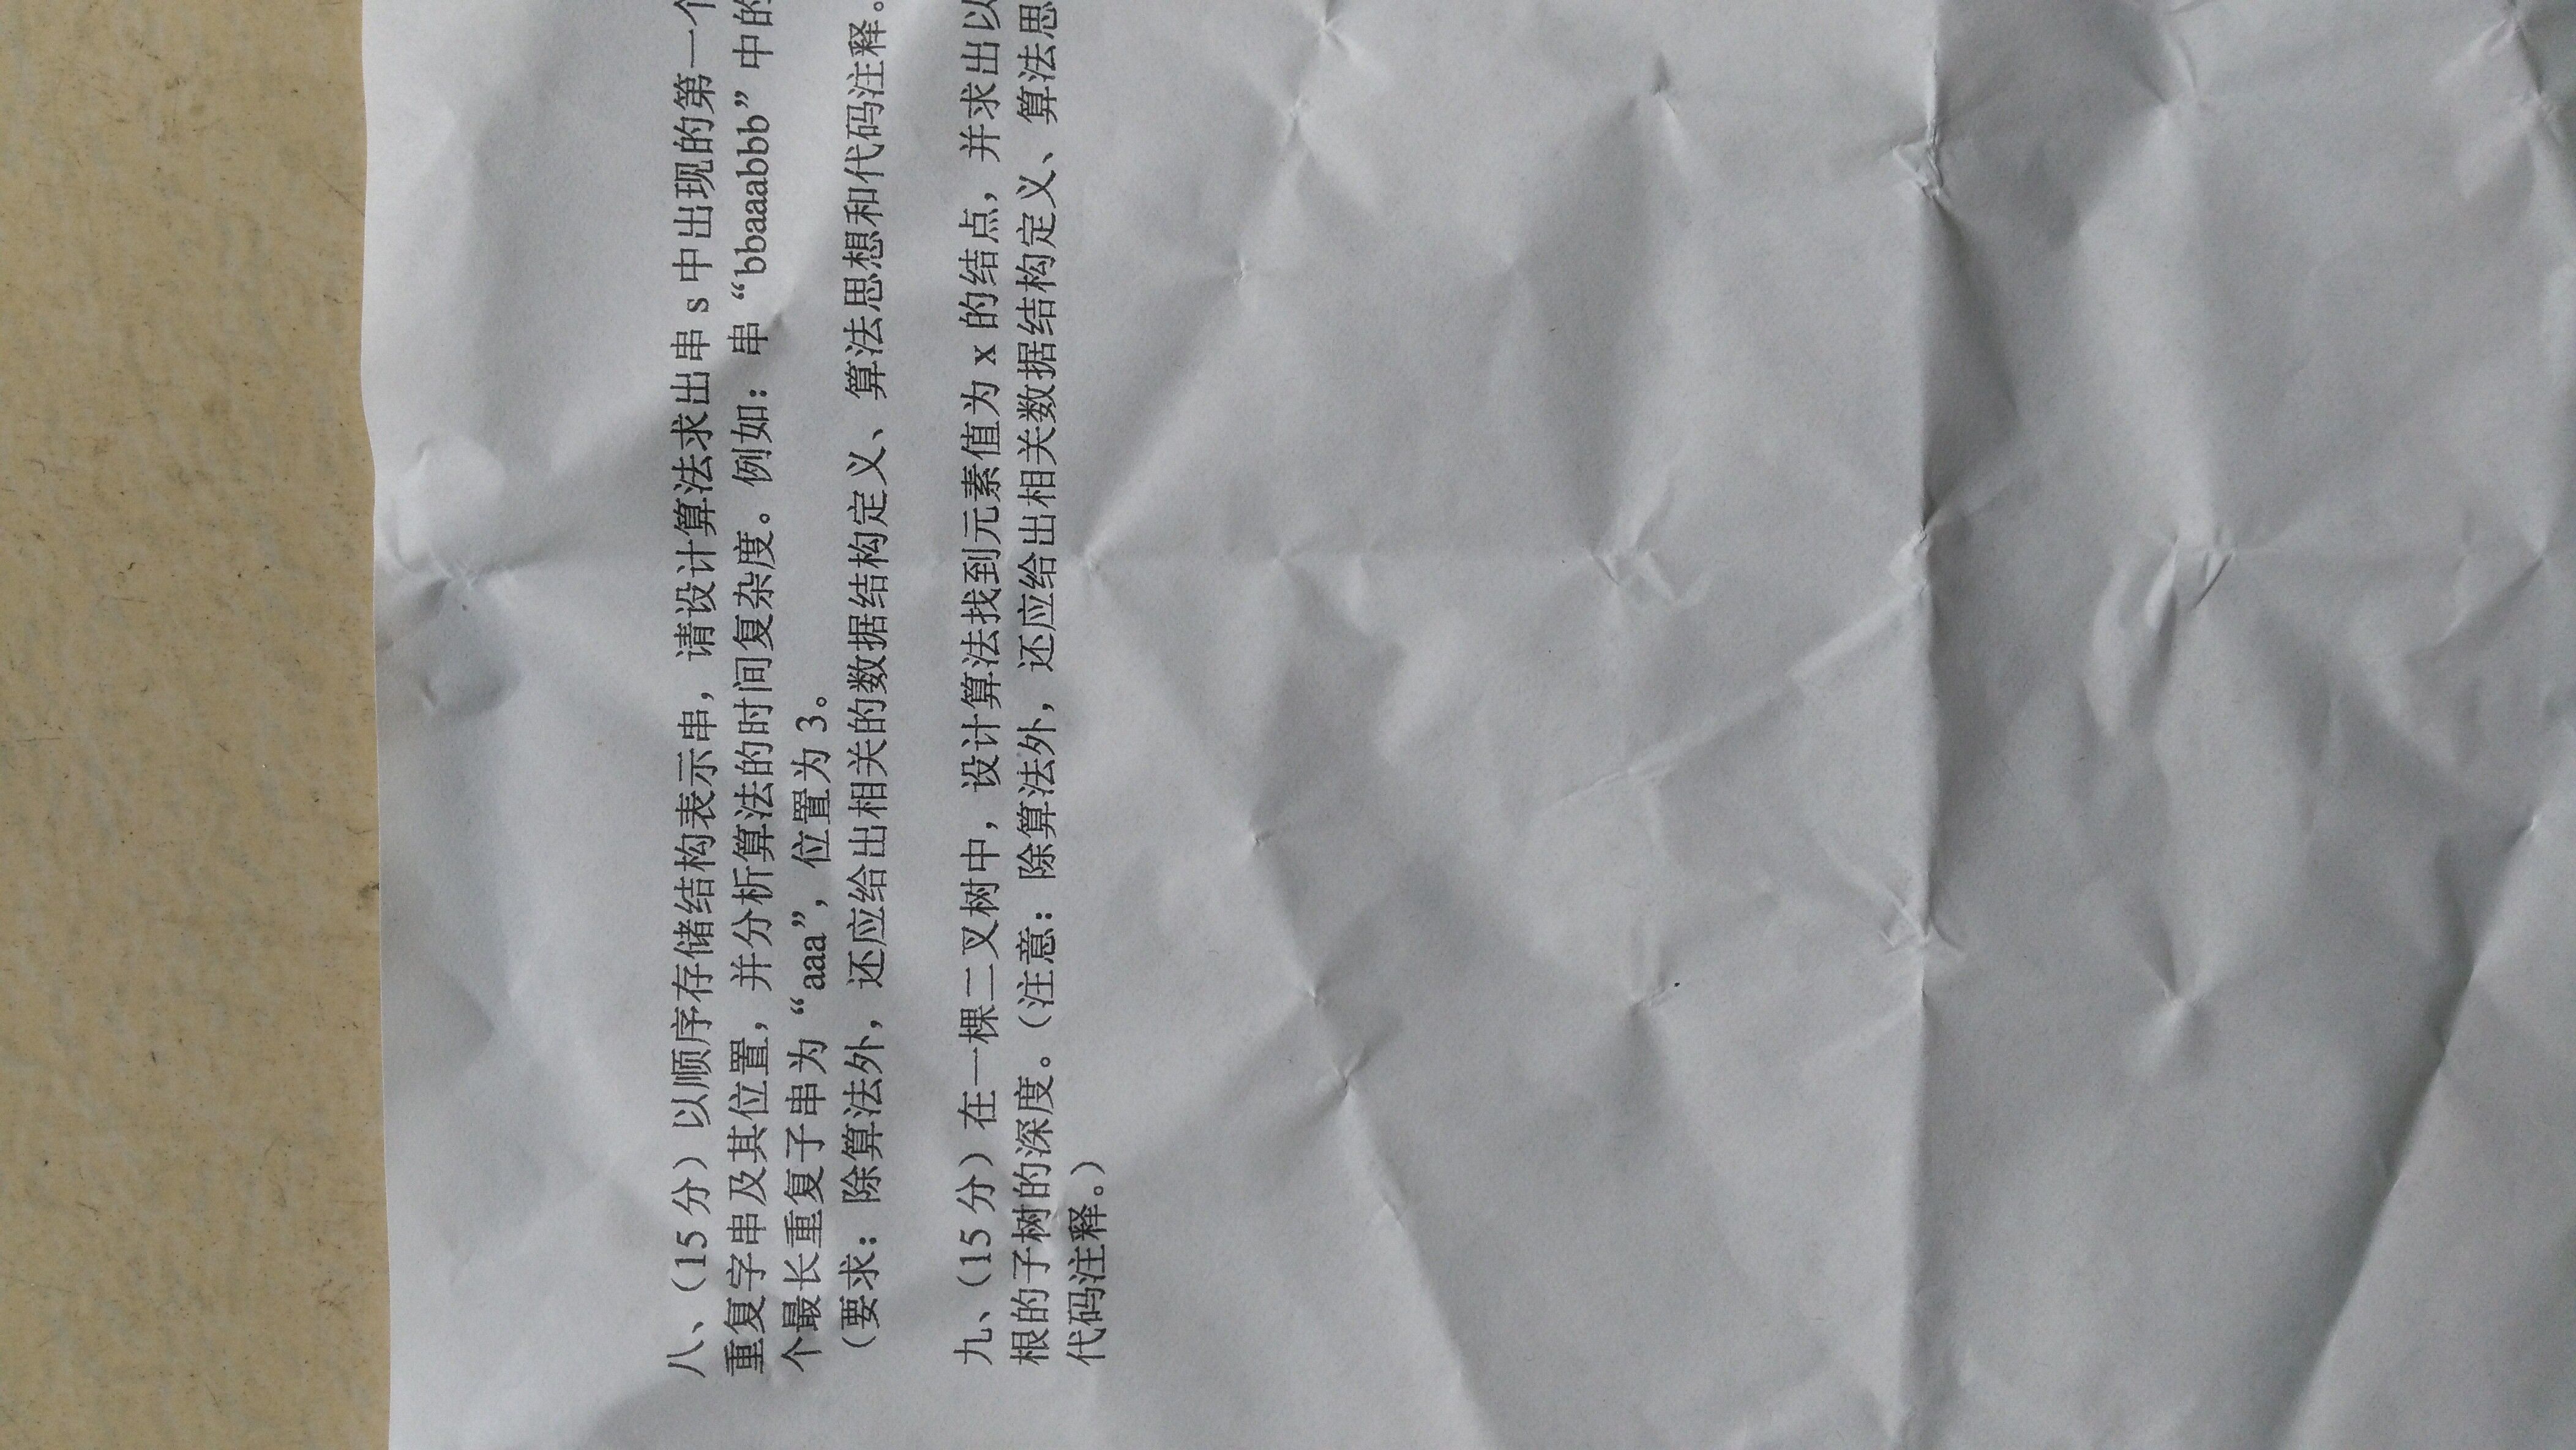 八、（15 分）以顺序存储结构表示串，请设计算法求出串 s 中出现的第一个
重复字串及其位置，并分析算法的时间复杂度。例如：串“bbaaabbb”中的
个最长重复子串为“aaa”，位置为 3。
（要求：除算法外，还应给出相关的数据结构定义、算法思想和代码注释。
九、（15 分）在一棵二叉树中，设计算法找到元素值为 x 的结点，并求出以
根的子树的深度。（注意：除算法外，还应给出相关数据结构定义、算法思
代码注释。）